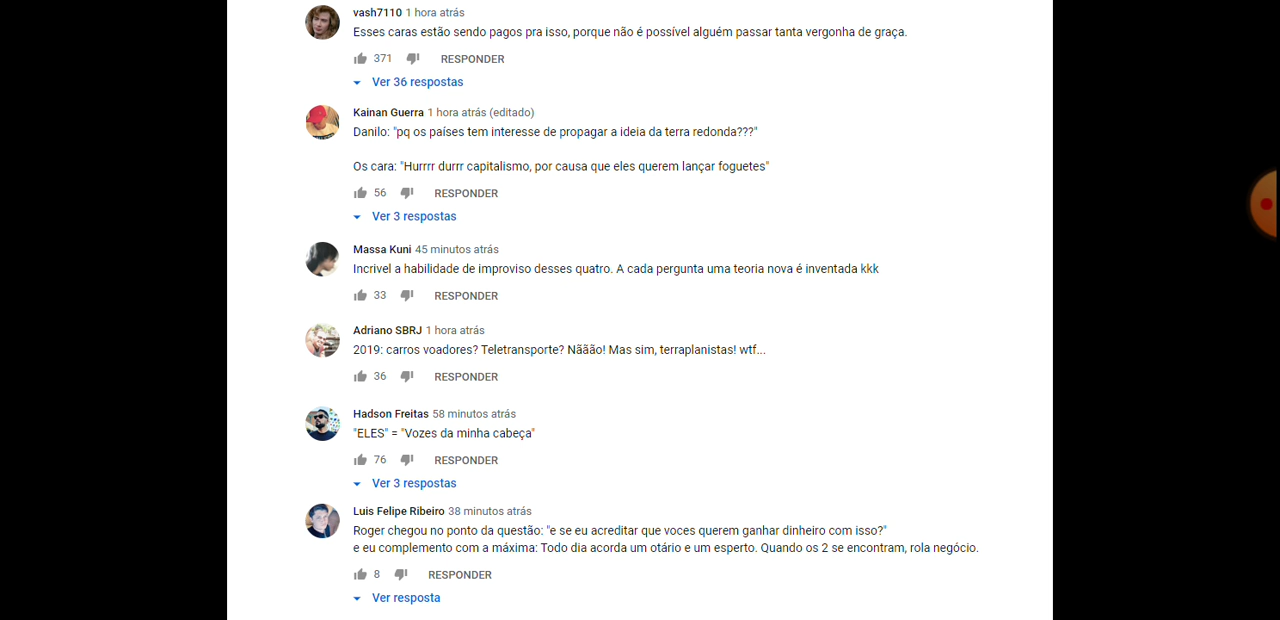 vash7110 1 hora atrás
Esses caras estão sendo pagos pra isso, porque não é possível alguém passar tanta vergonha de graça.
371 RESPONDER
Ver 36 respostas
Kainan Guerra 1 hora atrás (editado)
Danilo: "pq os países tem interesse de propagar a ideia da terra redonda???"
Os cara: "Hurrrr durrr capitalismo, por causa que eles querem lançar foguetes"
56 RESPONDER
Ver 3 respostas
Massa Kuni 45 minutos atrás
Incrivel a habilidade de improviso desses quatro. A cada pergunta uma teoria nova é inventada kkk
33 RESPONDER
Adriano SBRJ 1 hora atrás
2019: carros voadores? Teletransporte? Nããão! Mas sim, terraplanistas! wtf...
36 RESPONDER
Hadson Freitas 58 minutos atrás
"ELES" = "Vozes da minha cabeça"
76 RESPONDER
Ver 3 respostas
Luis Felipe Ribeiro 38 minutos atrás
Roger chegou no ponto da questão: "e se eu acreditar que voces querem ganhar dinheiro com isso?"
e eu complemento com a máxima: Todo dia acorda um otário e um esperto. Quando os 2 se encontram, rola negócio.
8 RESPONDER
Ver resposta